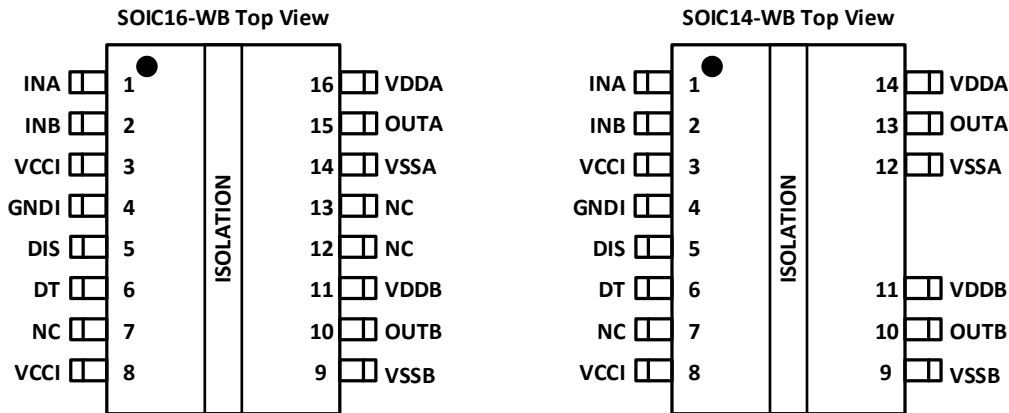 SOIC16-WB Top View
INA 1 16 VDDA
INB 2 15 OUTA
VCCI 3 14 VSSA
GNDI 4 13 NC
DIS 5 12 NC
DT 6 11 VDDB
NC 7 10 OUTB
VCCI 8 9 VSSB
ISOLATION
SOIC14-WB Top View
INA 1 14 VDDA
INB 2 13 OUTA
VCCI 3 12 VSSA
GNDI 4
DIS 5
DT 6 11 VDDB
NC 7 10 OUTB
VCCI 8 9 VSSB
ISOLATION